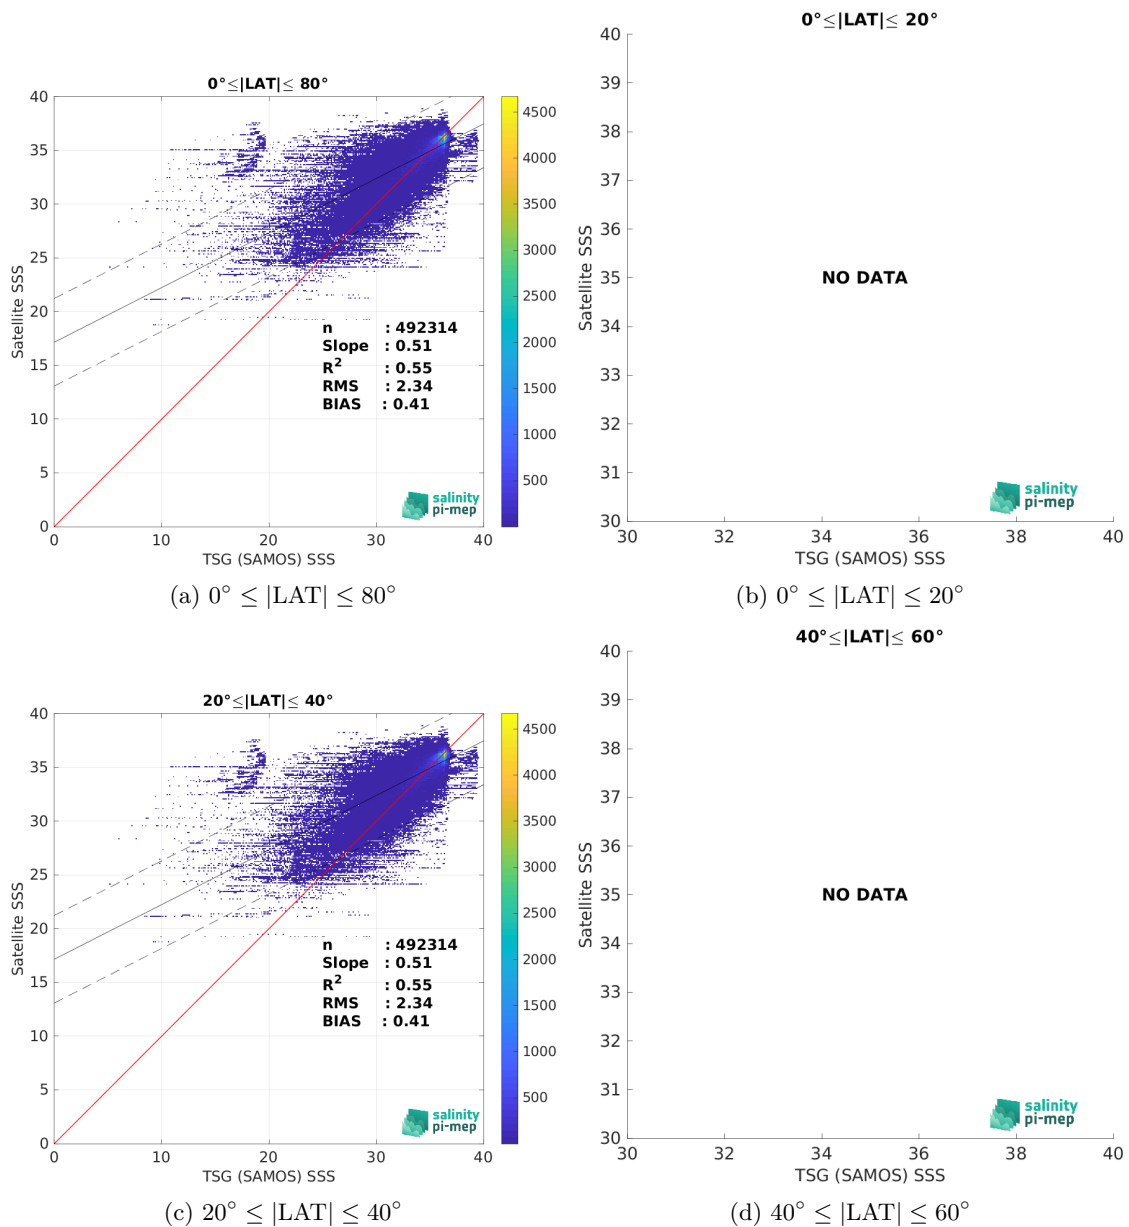 0°≤|LAT|≤ 80°
40
35
30
25
20
15
10
5
0
Satellite SSS
0
10
20
30
40
TSG (SAMOS) SSS
n : 492314
Slope : 0.51
R² : 0.55
RMS : 2.34
BIAS : 0.41
salinity
pi-mep
4500
4000
3500
3000
2500
2000
1500
1000
500
(a) 0° ≤ |LAT| ≤ 80°
0°≤|LAT|≤ 20°
40
39
38
37
36
35
34
33
32
31
30
Satellite SSS
NO DATA
salinity
pi-mep
30
32
34
36
38
40
TSG (SAMOS) SSS
(b) 0° ≤ |LAT| ≤ 20°
20°≤|LAT|≤ 40°
40
35
30
25
20
15
10
5
0
Satellite SSS
0
10
20
30
40
TSG (SAMOS) SSS
n : 492314
Slope : 0.51
R² : 0.55
RMS : 2.34
BIAS : 0.41
salinity
pi-mep
4500
4000
3500
3000
2500
2000
1500
1000
500
(c) 20° ≤ |LAT| ≤ 40°
40°≤|LAT|≤ 60°
40
39
38
37
36
35
34
33
32
31
30
Satellite SSS
NO DATA
salinity
pi-mep
30
32
34
36
38
40
TSG (SAMOS) SSS
(d) 40° ≤ |LAT| ≤ 60°